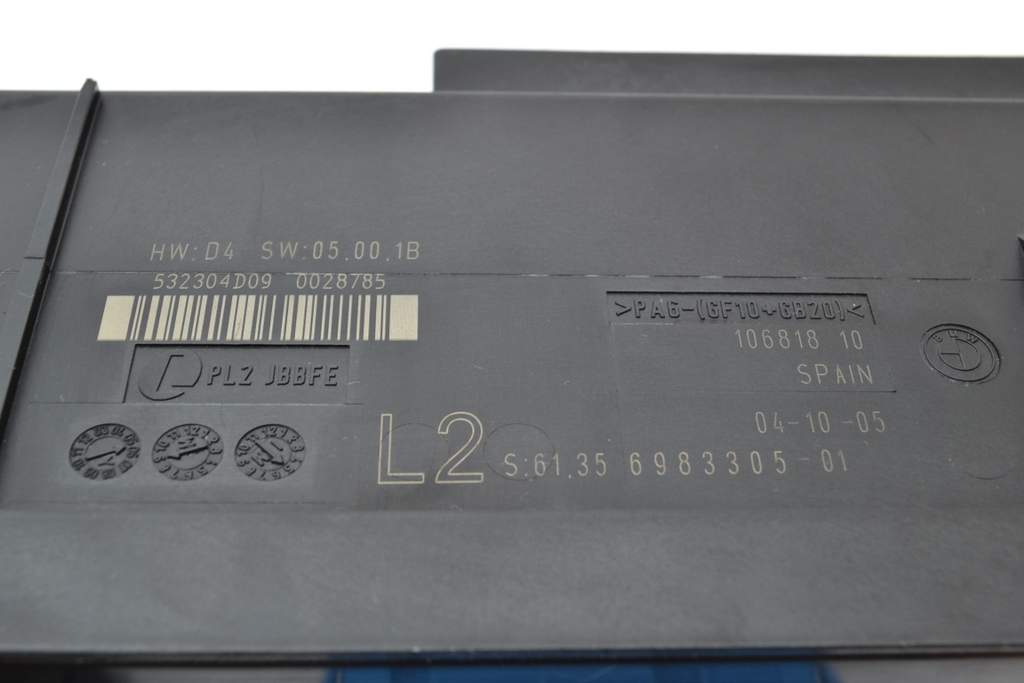 HW:D4 SW:05.00.1B
532304D09 0028785
>PA6-(GF10+GB20)<
106818 10
SPAIN
BMW
PL2 JBBFE
04-10-05
L2 S:61.35 6983305-01